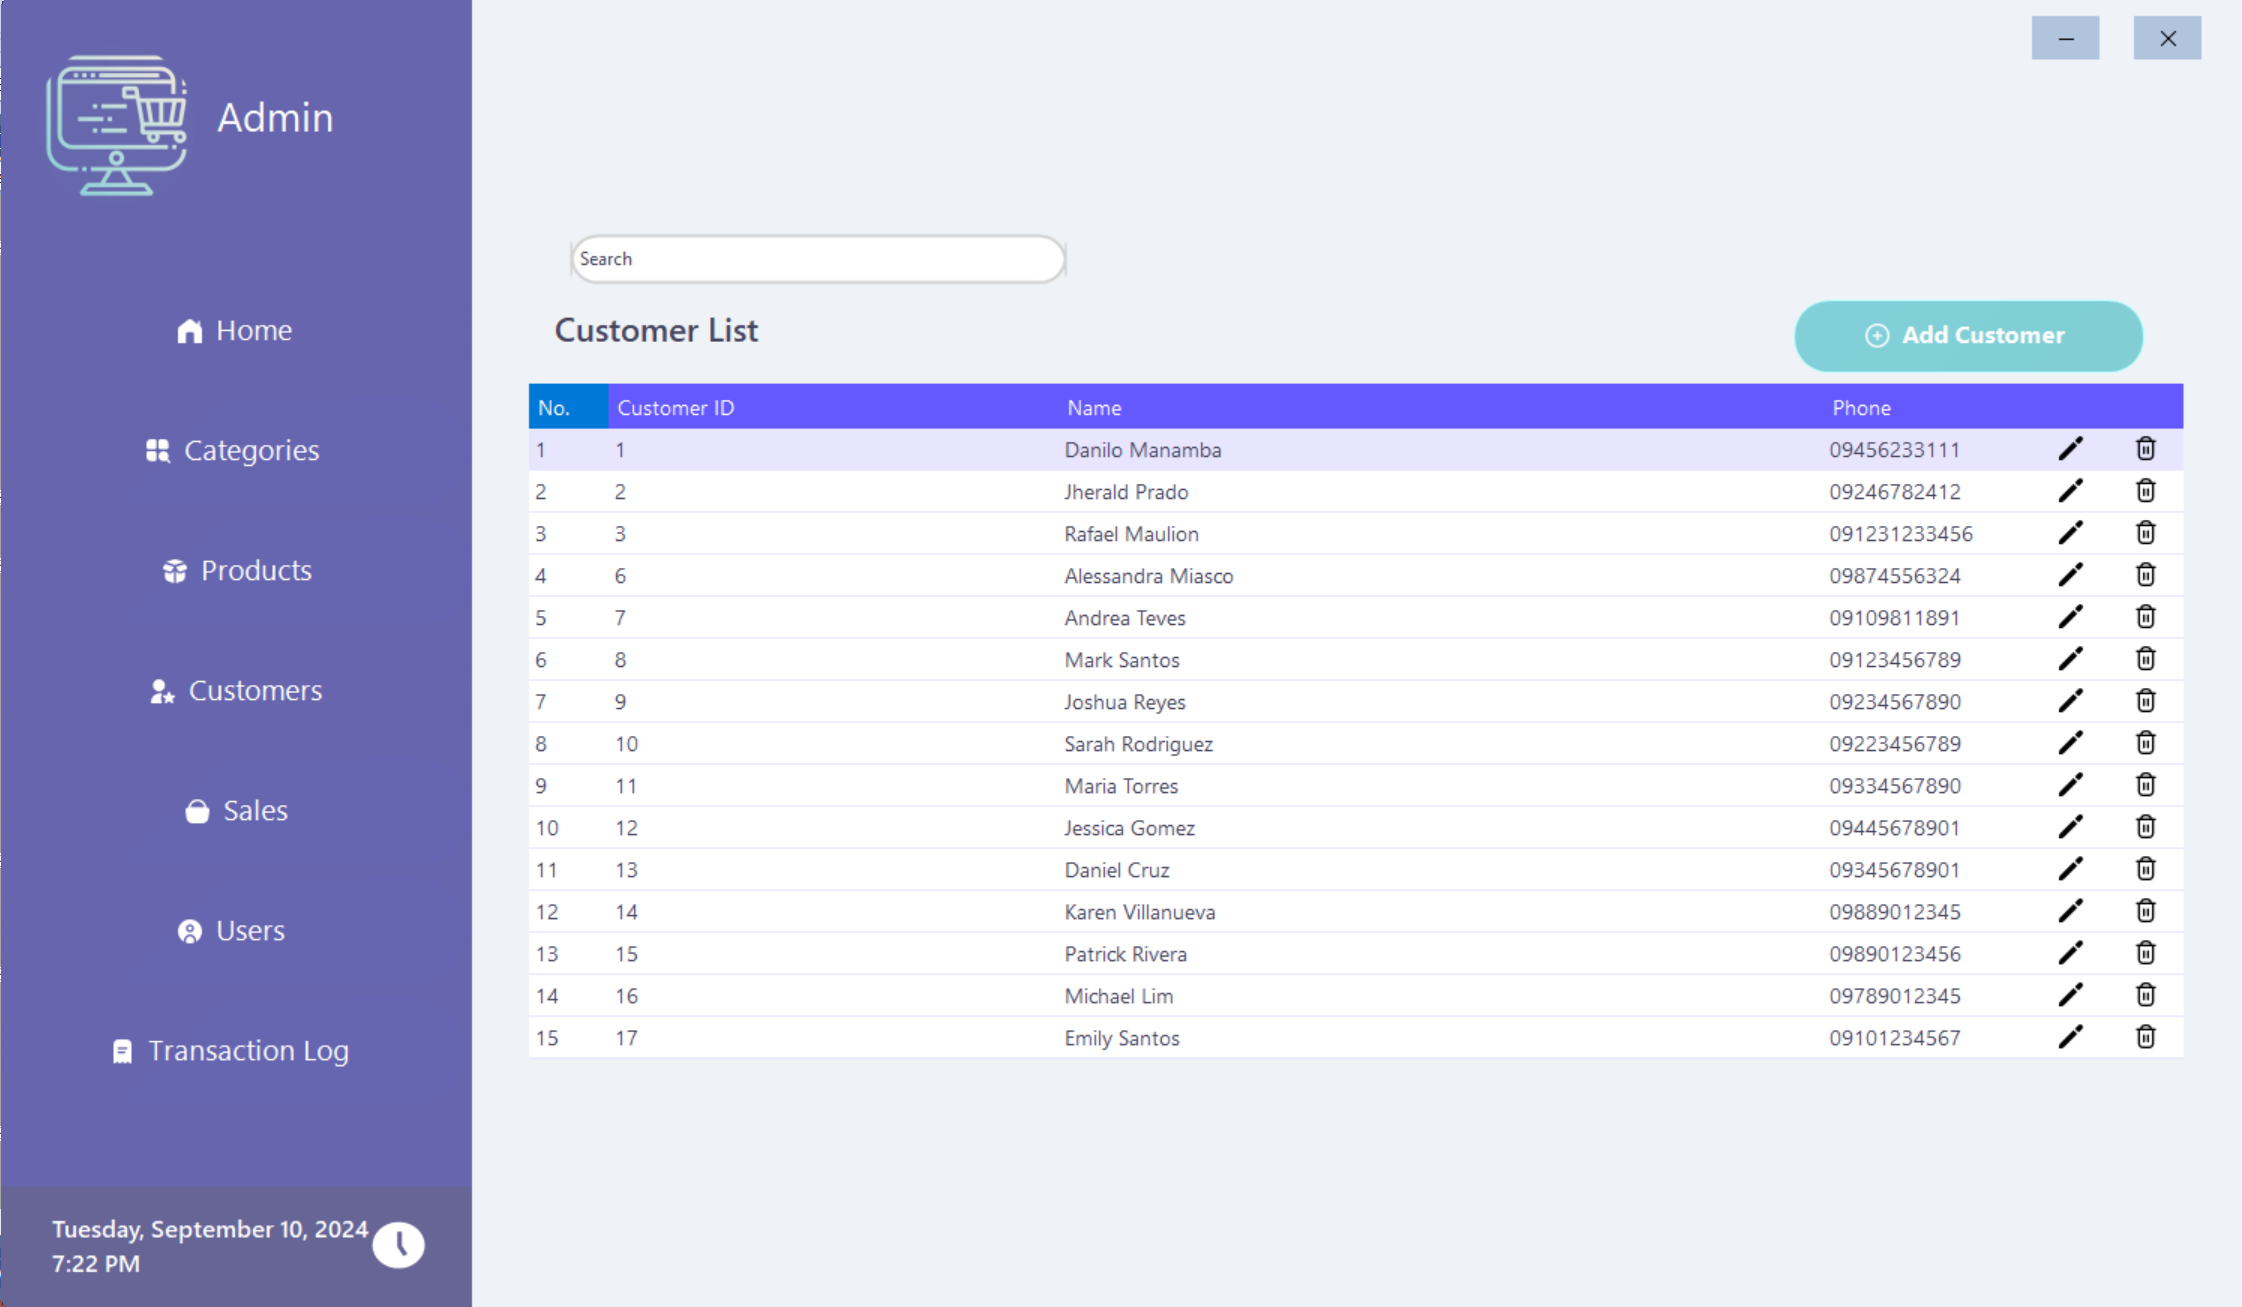 Admin
Home
Categories
Products
Customers
Sales
Users
Transaction Log
Tuesday, September 10, 2024
7:22 PM
Search
Customer List
Add Customer
No. Customer ID Name Phone
1 1 Danilo Manamba 09456233111
2 2 Jherald Prado 09246782412
3 3 Rafael Maulion 091231233456
4 6 Alessandra Miasco 09874556324
5 7 Andrea Teves 09109811891
6 8 Mark Santos 09123456789
7 9 Joshua Reyes 09234567890
8 10 Sarah Rodriguez 09223456789
9 11 Maria Torres 09334567890
10 12 Jessica Gomez 09445678901
11 13 Daniel Cruz 09345678901
12 14 Karen Villanueva 09889012345
13 15 Patrick Rivera 09890123456
14 16 Michael Lim 09789012345
15 17 Emily Santos 09101234567